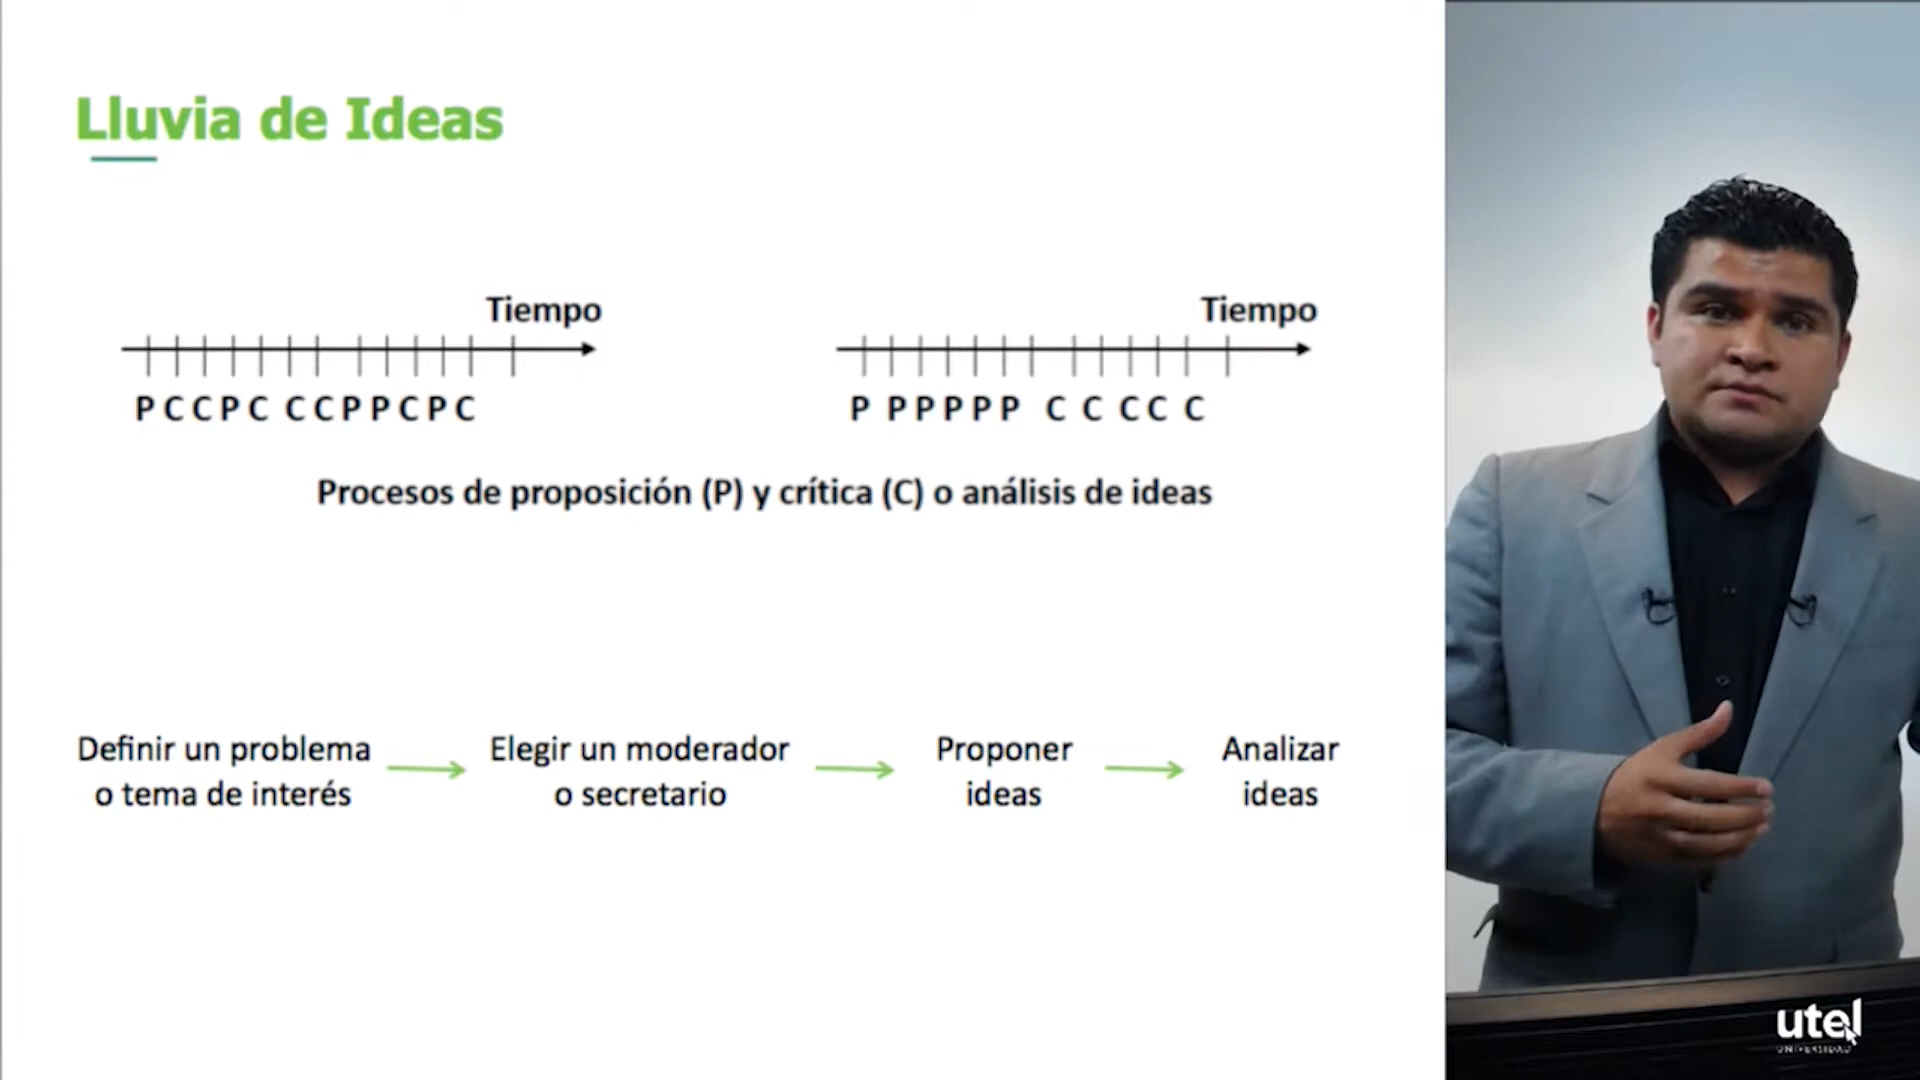 Lluvia de Ideas
Tiempo
P C C P C C C P P C P C
Tiempo
P P P P P P C C C C C
Procesos de proposición (P) y crítica (C) o análisis de ideas
Definir un problema
o tema de interés
Elegir un moderador
o secretario
Proponer
ideas
Analizar
ideas
utel
UNIVERSIDAD